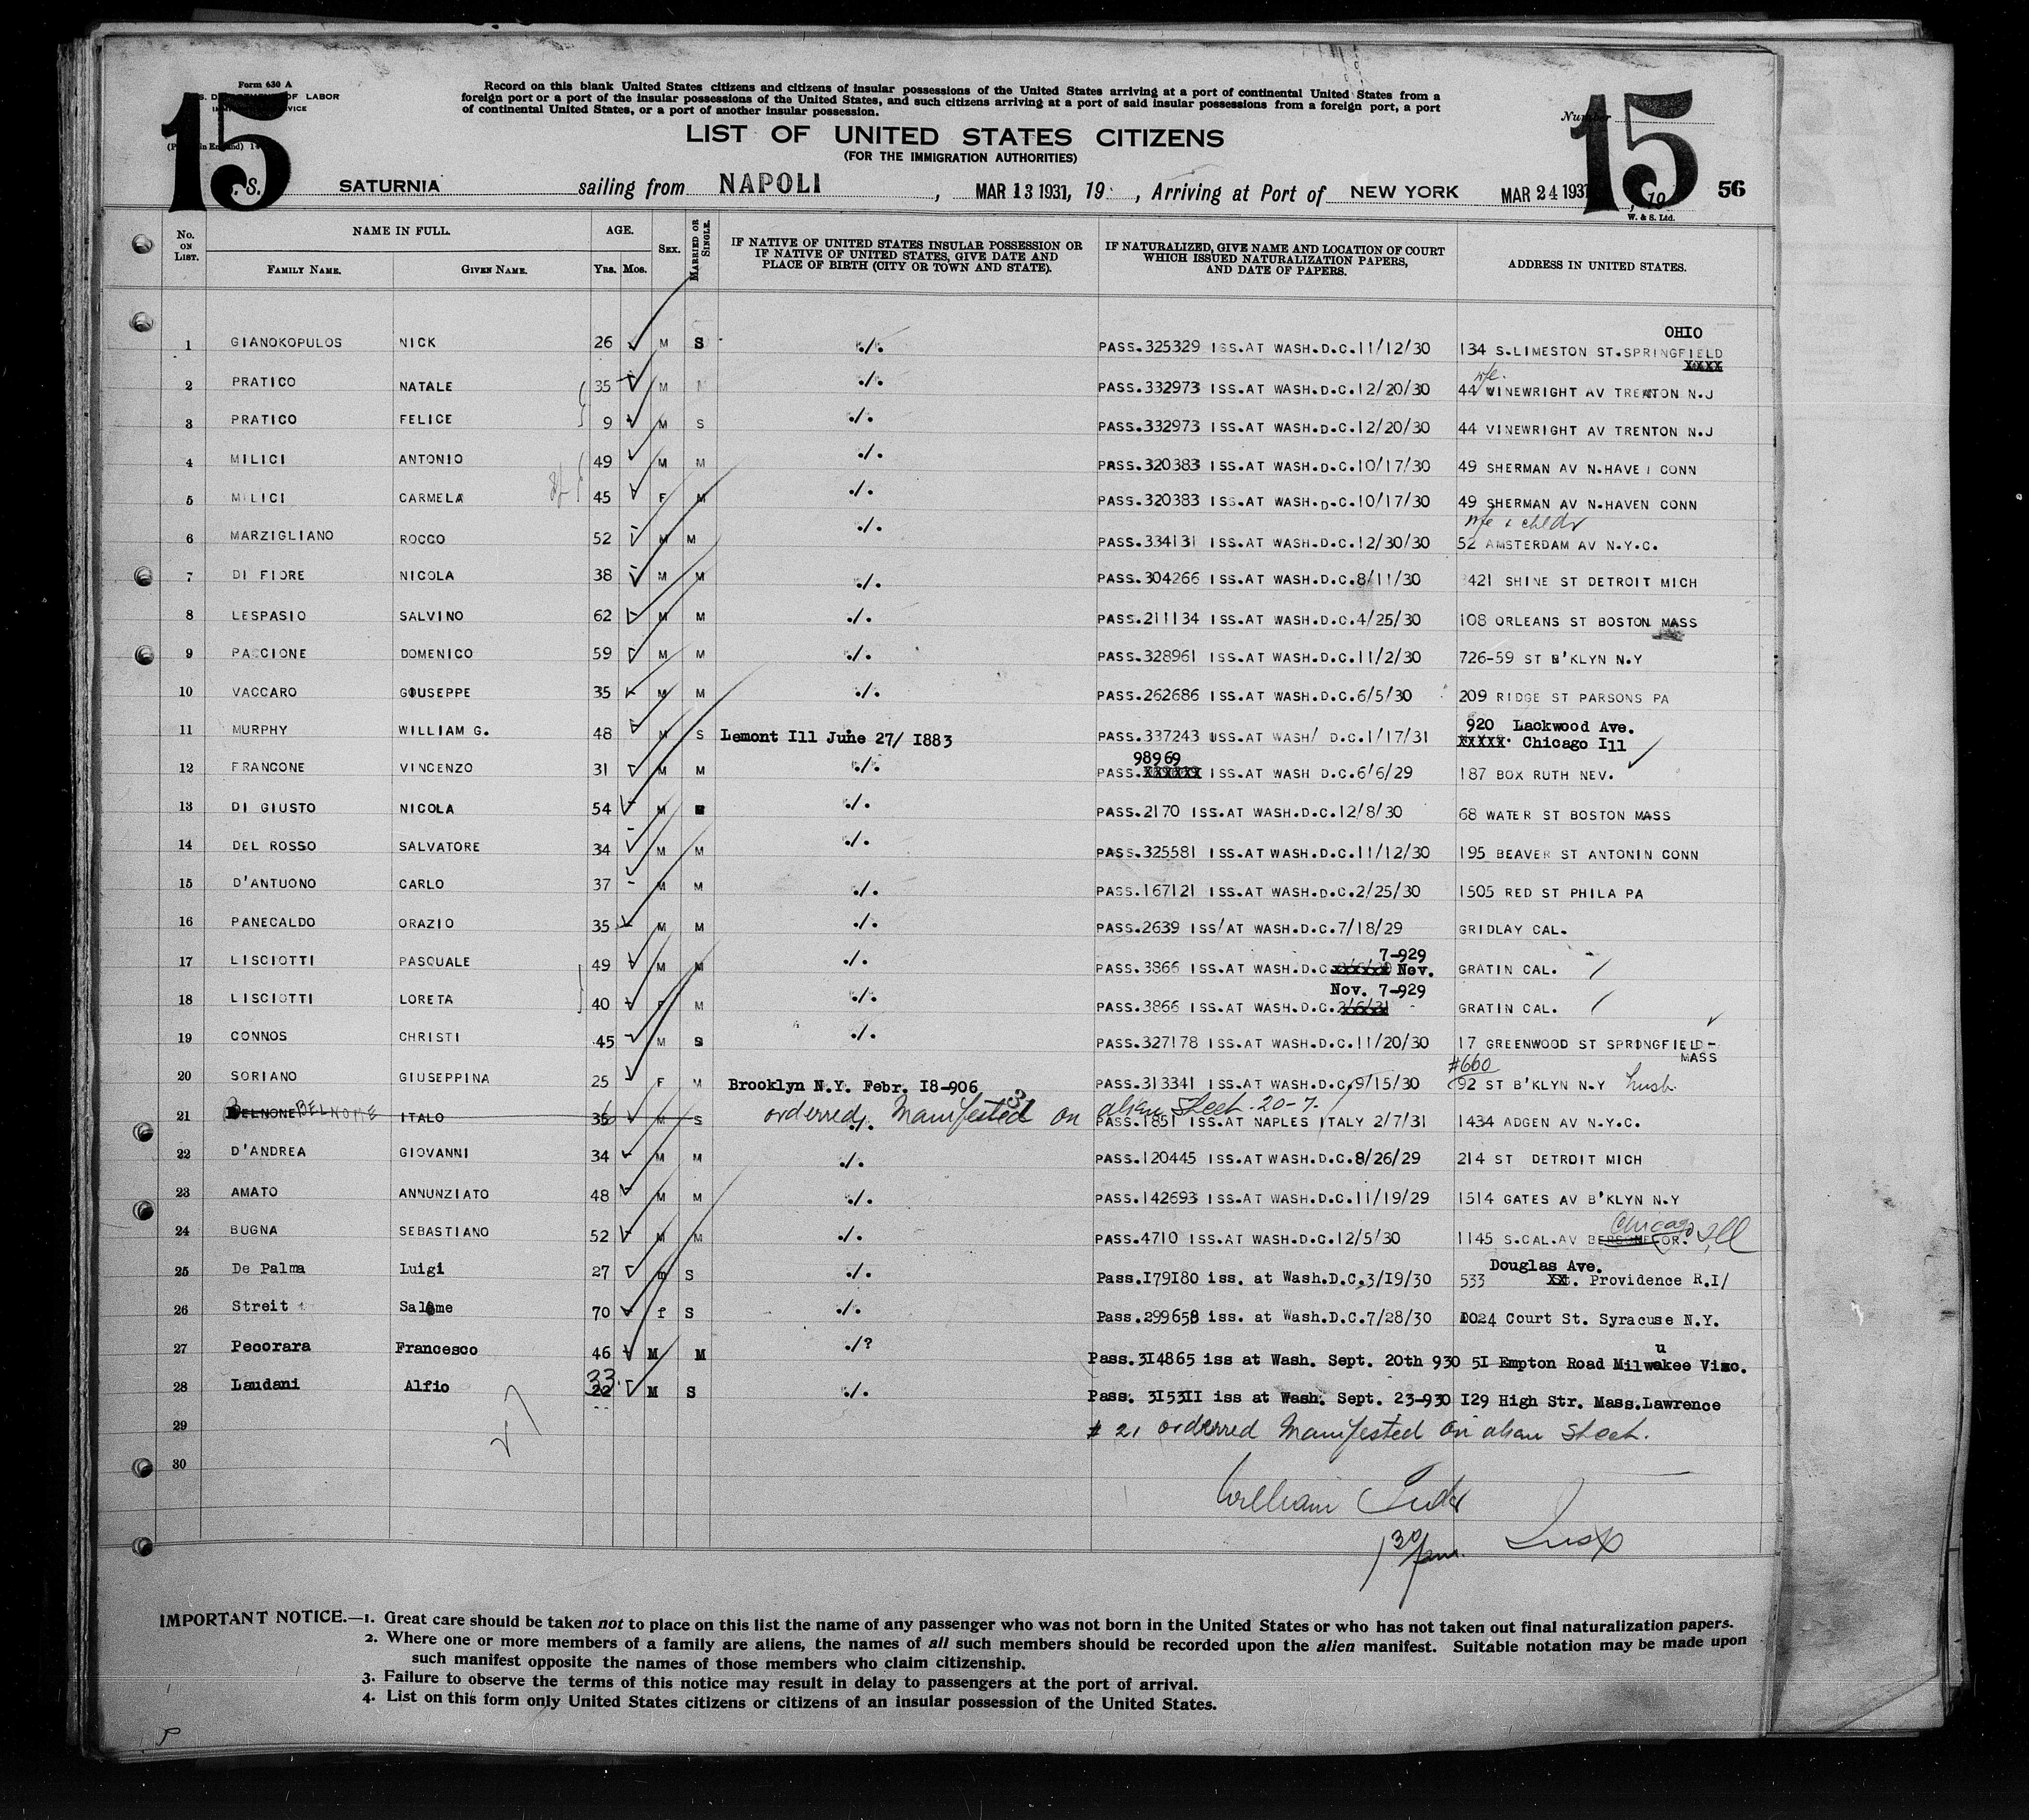 Form 630 A
S. DEPARTMENT OF LABOR
15
Record on this blank United States citizens and citizens of insular possessions of the United States arriving at a port of continental United States from a
foreign port or a port of the insular possessions of the United States, and such citizens arriving at a port of said insular possessions from a foreign port, a port
of continental United States, or a port of another insular possession.
15
LIST OF UNITED STATES CITIZENS
(FOR THE IMMIGRATION AUTHORITIES)
S. SATURNIA sailing from NAPOLI, MAR 13 1931, 19 , Arriving at Port of NEW YORK MAR 24 1931, 19
56
W. & S. Ltd.
No. ON LIST. NAME IN FULL. AGE. SEX. MARRIED OR SINGLE. IF NATIVE OF UNITED STATES INSULAR POSSESSION OR IF NATIVE OF UNITED STATES, GIVE DATE AND PLACE OF BIRTH (CITY OR TOWN AND STATE). IF NATURALIZED, GIVE NAME AND LOCATION OF COURT WHICH ISSUED NATURALIZATION PAPERS, AND DATE OF PAPERS. ADDRESS IN UNITED STATES.
FAMILY NAME. GIVEN NAME. YRS. MOS.
OHIO
1 GIANOKOPULOS NICK 26 M S ./. PASS.325329 ISS.AT WASH.D.C.11/12/30 134 S.LIMESTON ST.SPRINGFIELD
XXXX
2 PRATICO NATALE 35 M ./. PASS.332973 ISS.AT WASH.D.C.12/20/30 44 VINEWRIGHT AV TRENTON N.J
3 PRATICO FELICE 9 M S ./. PASS.332973 ISS.AT WASH.D.C.12/20/30 44 VINEWRIGHT AV TRENTON N.J
4 MILICI ANTONIO 49 M M ./. PASS.320383 ISS.AT WASH.D.C.10/17/30 49 SHERMAN AV N.HAVEN CONN
5 MILICI CARMELA 45 F M ./. PASS.320383 ISS.AT WASH.D.C.10/17/30 49 SHERMAN AV N.HAVEN CONN
wfe & childr
6 MARZIGLIANO ROCCO 52 M M ./. PASS.334131 ISS.AT WASH.D.C.12/30/30 52 AMSTERDAM AV N.Y.C.
7 DI FIORE NICOLA 38 M M ./. PASS.304266 ISS.AT WASH.D.C.8/11/30 421 SHINE ST DETROIT MICH
8 LESPASIO SALVINO 62 M M ./. PASS.211134 ISS.AT WASH.D.C.4/25/30 108 ORLEANS ST BOSTON MASS
9 PACCIONE DOMENICO 59 M M ./. PASS.328961 ISS.AT WASH.D.C.11/2/30 726-59 ST B'KLYN N.Y
10 VACCARO GIUSEPPE 35 M M ./. PASS.262686 ISS.AT WASH.D.C.6/5/30 209 RIDGE ST PARSONS PA
920 Lackwood Ave.
11 MURPHY WILLIAM G. 48 M S Lemont Ill June 27/ I883 PASS.337243 ISS.AT WASH/ D.C.1/17/31 XXXXX. Chicago Ill
98969
12 FRANCONE VINCENZO 31 M M ./. PASS.XXXXXX ISS.AT WASH D.C.6/6/29 187 BOX RUTH NEV.
13 DI GIUSTO NICOLA 54 M ./. PASS.2170 ISS.AT WASH.D.C.12/8/30 68 WATER ST BOSTON MASS
14 DEL ROSSO SALVATORE 34 M M ./. PASS.325581 ISS.AT WASH.D.C.11/12/30 195 BEAVER ST ANTONIN CONN
15 D'ANTUONO CARLO 37 M M ./. PASS.167121 ISS.AT WASH.D.C.2/25/30 1505 RED ST PHILA PA
16 PANECALDO ORAZIO 35 M M ./. PASS.2639 ISS/AT WASH.D.C.7/18/29 GRIDLAY CAL.
7-929
17 LISCIOTTI PASQUALE 49 M M ./. PASS.3866 ISS.AT WASH.D.C.XXXXXX Nov. GRATIN CAL.
Nov. 7-929
18 LISCIOTTI LORETA 40 F M ./. PASS.3866 ISS.AT WASH.D.C. GRATIN CAL.
19 CONNOS CHRISTI 45 M S ./. PASS.327178 ISS.AT WASH.D.C.11/20/30 17 GREENWOOD ST SPRINGFIELD-
MASS
#660
20 SORIANO GIUSEPPINA 25 F M Brooklyn N.Y. Febr. I8-906 PASS.313341 ISS.AT WASH.D.C.9/15/30 92 ST B'KLYN N.Y husb.
orderred Manifested on alien Sheet. 20-7.
21 BELNONE BELNOME ITALO 36 M S ./. PASS.1851 ISS.AT NAPLES ITALY 2/7/31 1434 ADGEN AV N.Y.C.
22 D'ANDREA GIOVANNI 34 M M ./. PASS.120445 ISS.AT WASH.D.C.8/26/29 214 ST DETROIT MICH
23 AMATO ANNUNZIATO 48 M M ./. PASS.142693 ISS.AT WASH.D.C.11/19/29 1514 GATES AV B'KLYN N.Y
Chicago Ill
24 BUGNA SEBASTIANO 52 M M ./. PASS.4710 ISS.AT WASH.D.C.12/5/30 1145 S.CAL.AV
Douglas Ave.
25 De Palma Luigi 27 m S ./. Pass.I79I80 iss. at Wash.D.C.3/I9/30 533 XX. Providence R.I/
26 Streit Salome 70 f S ./. Pass.299658 iss. at Wash.D.C.7/28/30 1024 Court St. Syracuse N.Y.
27 Pecorara Francesco 46 M M ./? Pass.3I4865 iss at Wash. Sept. 20th 930 5I Empton Road Milwaukee Visc.
33
28 Laudani Alfio 22 M S ./. Pass. 3I53II iss at Wash. Sept. 23-930 I29 High Str. Mass.Lawrence
29 # 21 orderred Manifested on alien Sheet.
30
William
1 30 pm. Insp
IMPORTANT NOTICE.—1. Great care should be taken not to place on this list the name of any passenger who was not born in the United States or who has not taken out final naturalization papers.
2. Where one or more members of a family are aliens, the names of all such members should be recorded upon the alien manifest. Suitable notation may be made upon
such manifest opposite the names of those members who claim citizenship.
3. Failure to observe the terms of this notice may result in delay to passengers at the port of arrival.
4. List on this form only United States citizens or citizens of an insular possession of the United States.